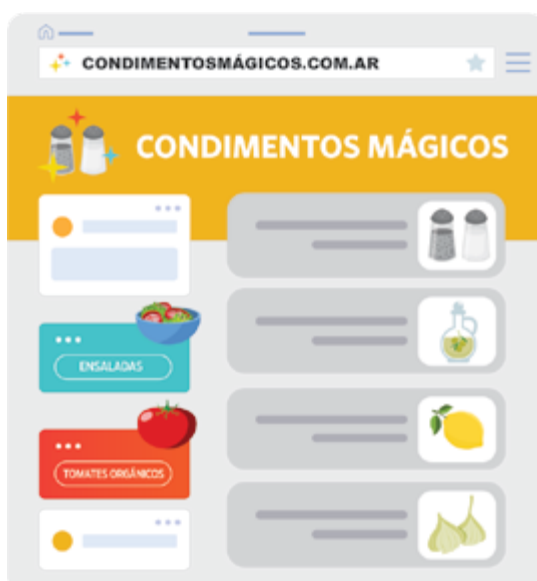 CONDIMENTOSMÁGICOS.COM.AR
CONDIMENTOS MÁGICOS
ENSALADAS
TOMATES ORGÁNICOS